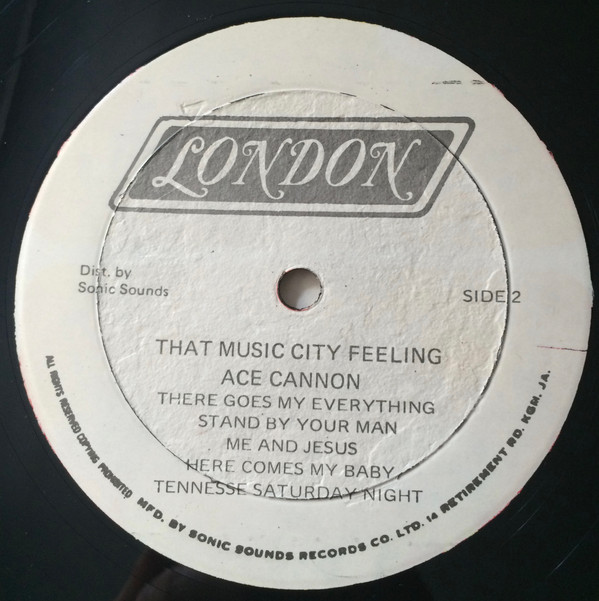 LONDON
Dist. by
Sonic Sounds
SIDE 2
THAT MUSIC CITY FEELING
ACE CANNON
THERE GOES MY EVERYTHING
STAND BY YOUR MAN
ME AND JESUS
HERE COMES MY BABY
TENNESSE SATURDAY NIGHT
ALL RIGHTS RESERVED COPYING PROHIBITED MFD. BY SONIC SOUNDS RECORDS CO. LTD. 14 RETIREMENT RD. KGN. JA.